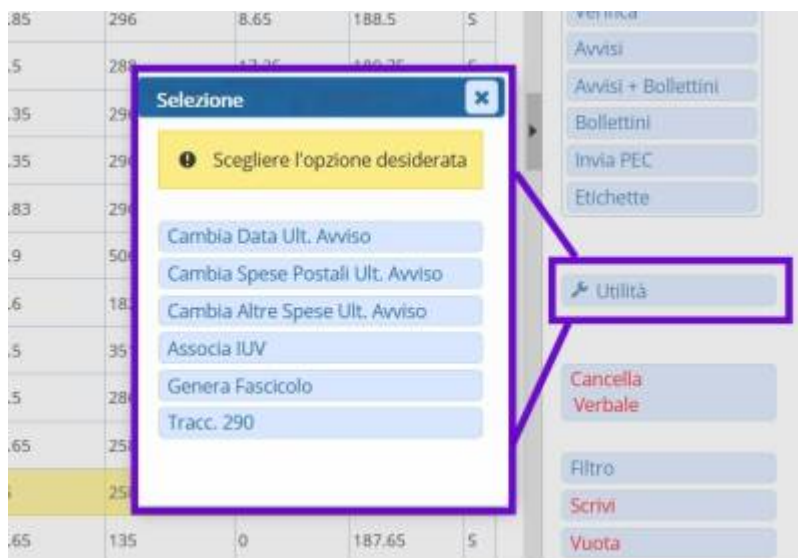 .85 296 8.65 188.5 S Verifica
.5 288
Avvisi
.35
Selezione
Avvisi + Bollettini
Bollettini
.35
Scegliere l'opzione desiderata
Invia PEC
.83
Etichette
.9
Cambia Data Ult. Avviso
Cambia Spese Postali Ult. Avviso
Utilità
.6
Cambia Altre Spese Ult. Avviso
.5
Associa IUV
.5
Genera Fascicolo
Cancella
Verbale
.65
Tracc. 290
Filtro
Scrivi
.65 135 0 187.65 S Vuota